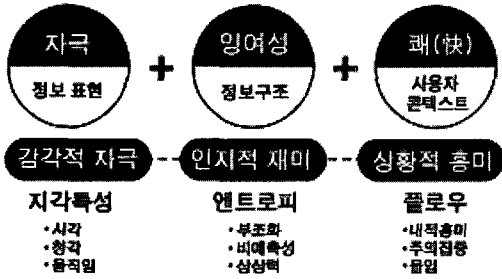 자극 + 잉여성 + 쾌(快)
정보 표현 정보구조 사용자
콘텍스트
감각적 자극 -- 인지적 재미 -- 상황적 흥미
지각특성 엔트로피 플로우
•시각 •부조화 •내적흥미
•청각 •비예측성 •주의집중
•움직임 •상상력 •몰입